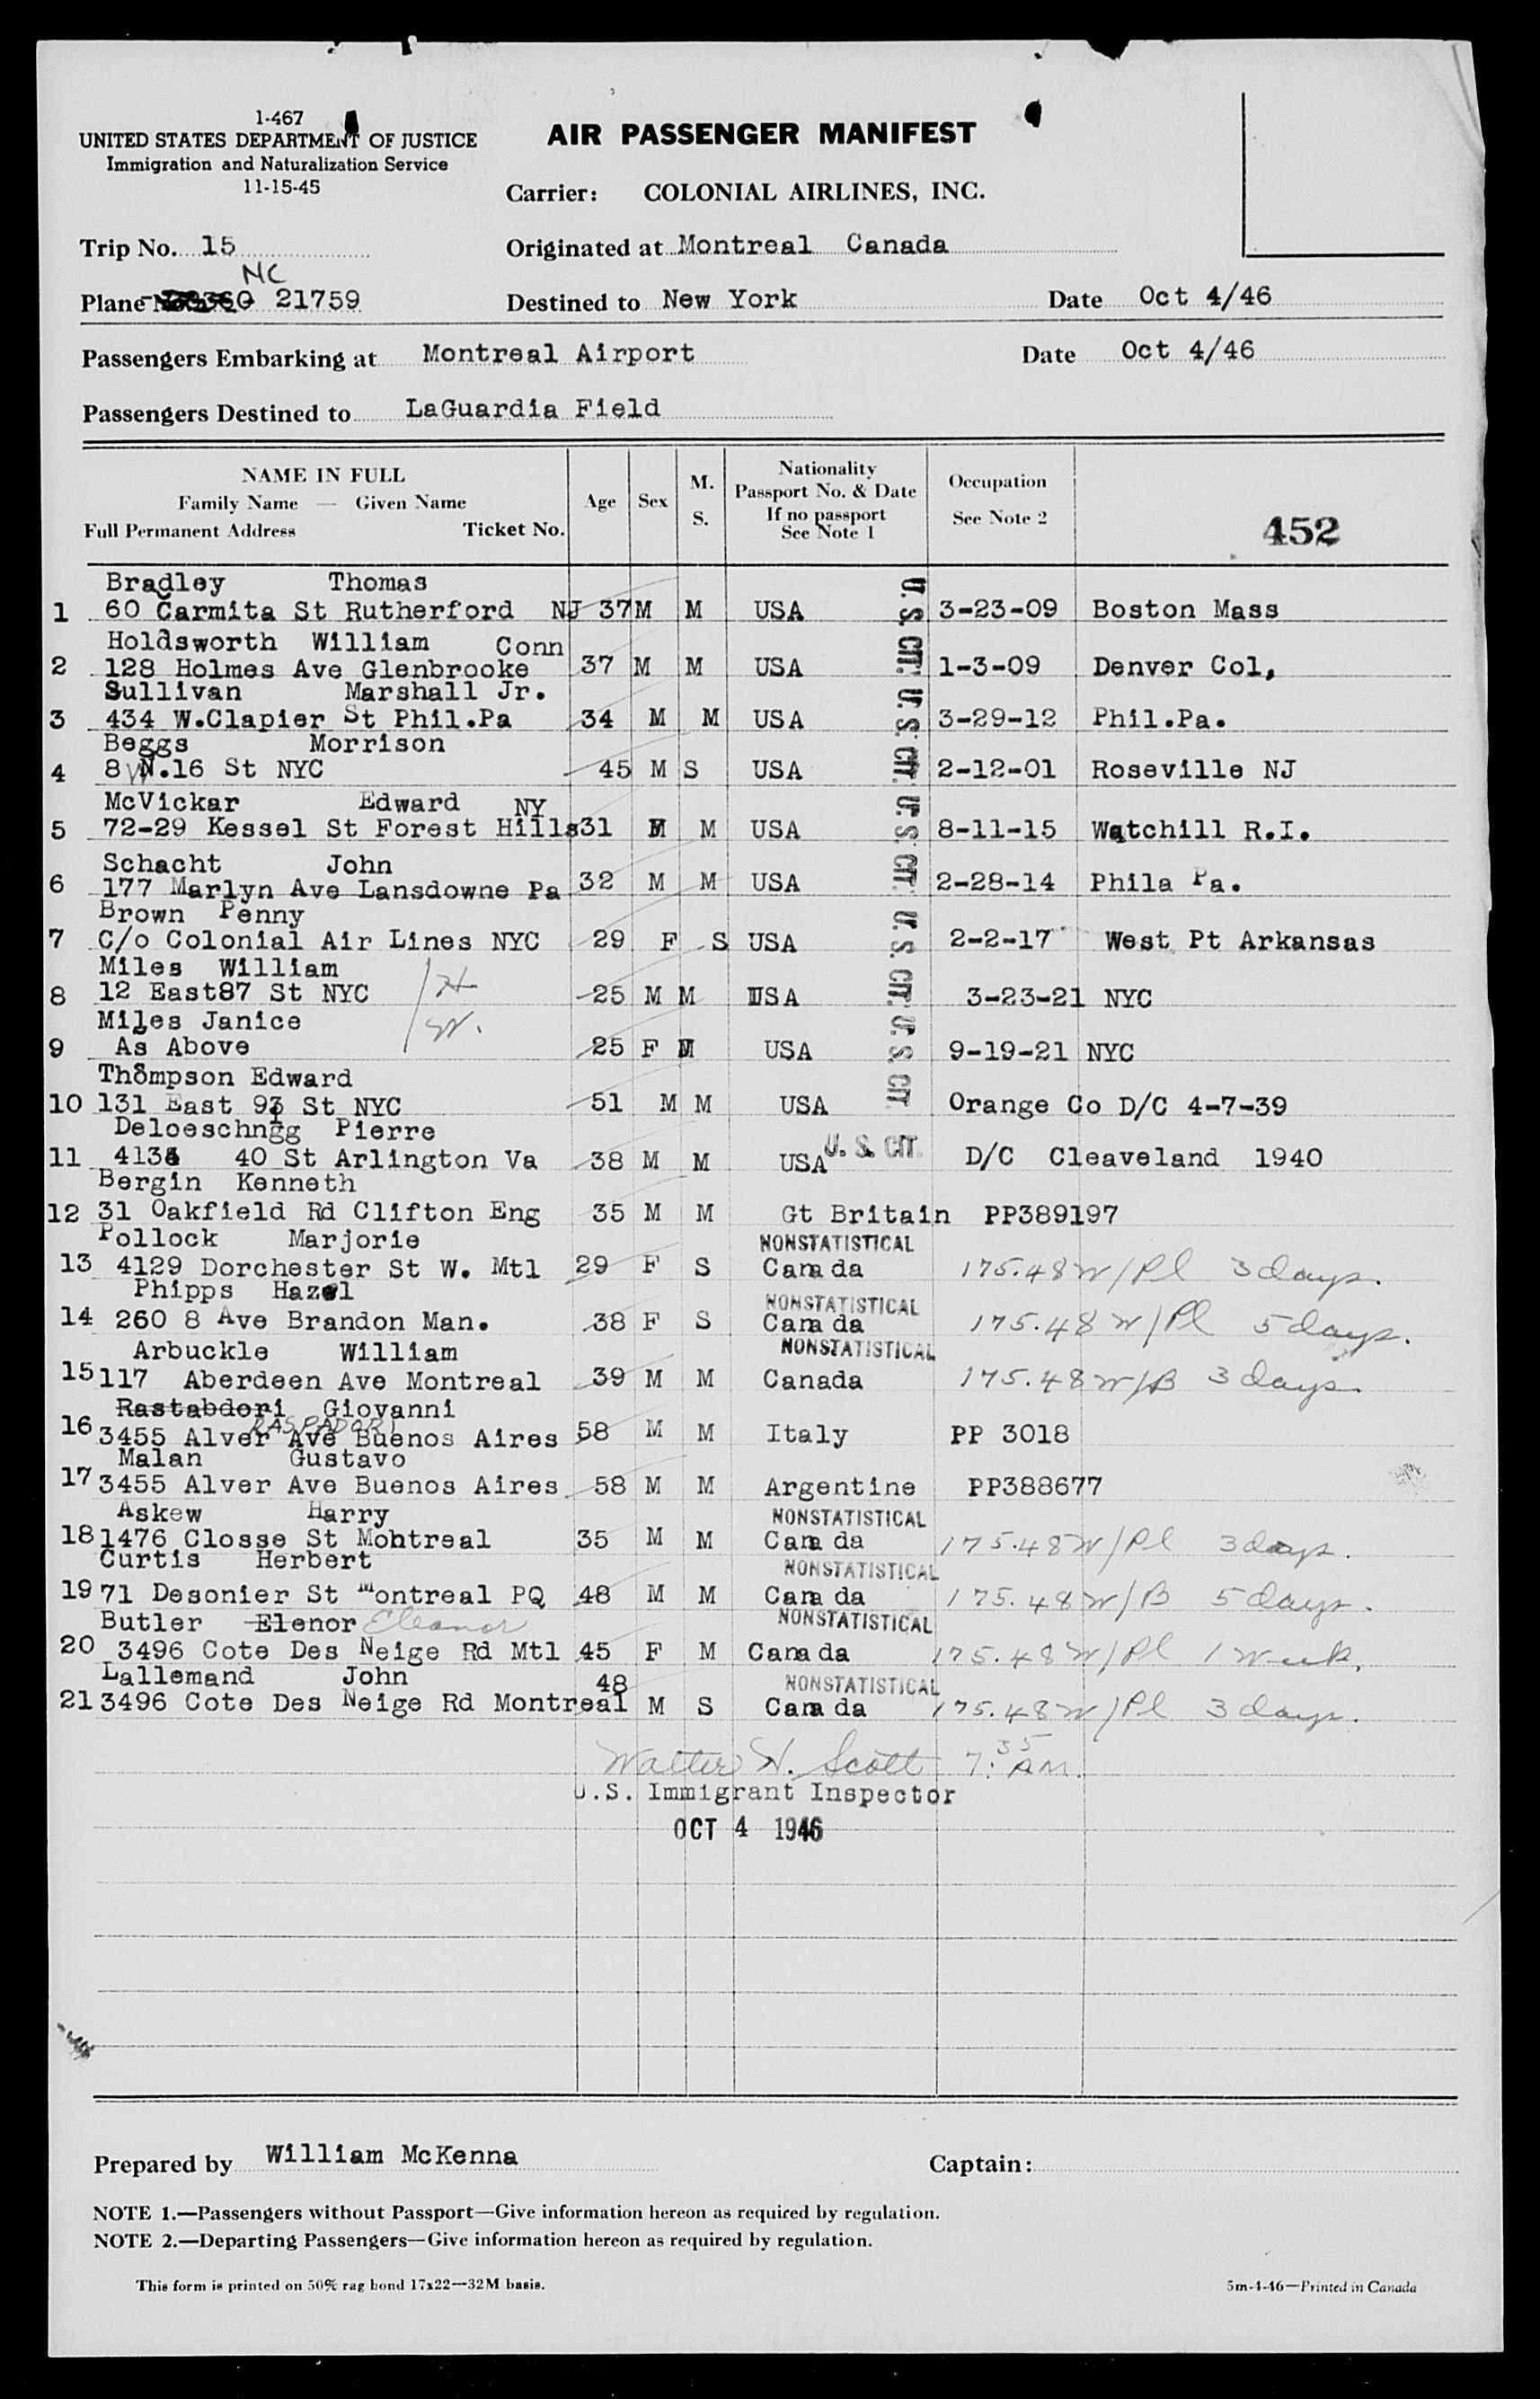 1-467
UNITED STATES DEPARTMENT OF JUSTICE
Immigration and Naturalization Service
11-15-45
AIR PASSENGER MANIFEST
Carrier: COLONIAL AIRLINES, INC.
Trip No. 15
Originated at Montreal Canada
NC
Plane 21759
Destined to New York
Date Oct 4/46
Passengers Embarking at Montreal Airport
Date Oct 4/46
Passengers Destined to LaGuardia Field
NAME IN FULL
Family Name — Given Name
Full Permanent Address Ticket No.
Age
Sex
M.
S.
Nationality
Passport No. & Date
If no passport
See Note 1
Occupation
See Note 2
452
Bradley Thomas
1 60 Carmita St Rutherford NJ 37 M M USA U.S. CIT. 3-23-09 Boston Mass
Holdsworth William Conn
2 128 Holmes Ave Glenbrooke 37 M M USA 1-3-09 Denver Col,
Sullivan Marshall Jr.
3 434 W.Clapier St Phil.Pa 34 M M USA U.S. CIT. 3-29-12 Phil.Pa.
Beggs Morrison
4 8 W.16 St NYC 45 M S USA 2-12-01 Roseville NJ
McVickar Edward NY
5 72-29 Kessel St Forest Hills 31 M M USA U.S. CIT. 8-11-15 Watchill R.I.
Schacht John
6 177 Marlyn Ave Lansdowne Pa 32 M M USA 2-28-14 Phila Pa.
Brown Penny
7 C/o Colonial Air Lines NYC 29 F S USA U.S. CIT. 2-2-17 West Pt Arkansas
Miles William H
8 12 East87 St NYC 25 M M USA 3-23-21 NYC
Miles Janice W.
9 As Above 25 F M USA U.S. CIT. 9-19-21 NYC
Thompson Edward
10 131 East 93 St NYC 51 M M USA Orange Co D/C 4-7-39
Pierre
11 40 St Arlington Va 38 M M USA U.S. CIT. D/C Cleaveland 1940
Bergin Kenneth
12 31 Oakfield Rd Clifton Eng 35 M M Gt Britain PP389197
Pollock Marjorie NONSTATISTICAL
13 4129 Dorchester St W. Mtl 29 F S Canada 175.48 W/Pl 3 days.
Phipps Hazel NONSTATISTICAL
14 260 8 Ave Brandon Man. 38 F S Canada 175.48 W/Pl 5 days.
Arbuckle William NONSTATISTICAL
15 117 Aberdeen Ave Montreal 39 M M Canada 175.48 W/B 3 days.
Rastabdori Giovanni
RASPADORI
16 3455 Alver Ave Buenos Aires 58 M M Italy PP 3018
Malan Gustavo
17 3455 Alver Ave Buenos Aires 58 M M Argentine PP388677
Askew Harry NONSTATISTICAL
18 1476 Closse St Mohtreal 35 M M Canada 175.48 W/Pl 3 days.
Curtis Herbert NONSTATISTICAL
19 71 Desonier St Montreal PQ 48 M M Canada 175.48 W/B 5 days.
Butler Elenor Eleanor NONSTATISTICAL
20 3496 Cote Des Neige Rd Mtl 45 F M Canada 175.48 W/Pl 1 week.
Lallemand John 48 NONSTATISTICAL
21 3496 Cote Des Neige Rd Montreal M S Canada 175.48 W/Pl 3 days.
Walter H. Scott 7:35 AM.
U.S. Immigrant Inspector
OCT 4 1946
Prepared by William McKenna
Captain:
NOTE 1.—Passengers without Passport—Give information hereon as required by regulation.
NOTE 2.—Departing Passengers—Give information hereon as required by regulation.
This form is printed on 50% rag bond 17x22—32M basis.
5m-4-46—Printed in Canada